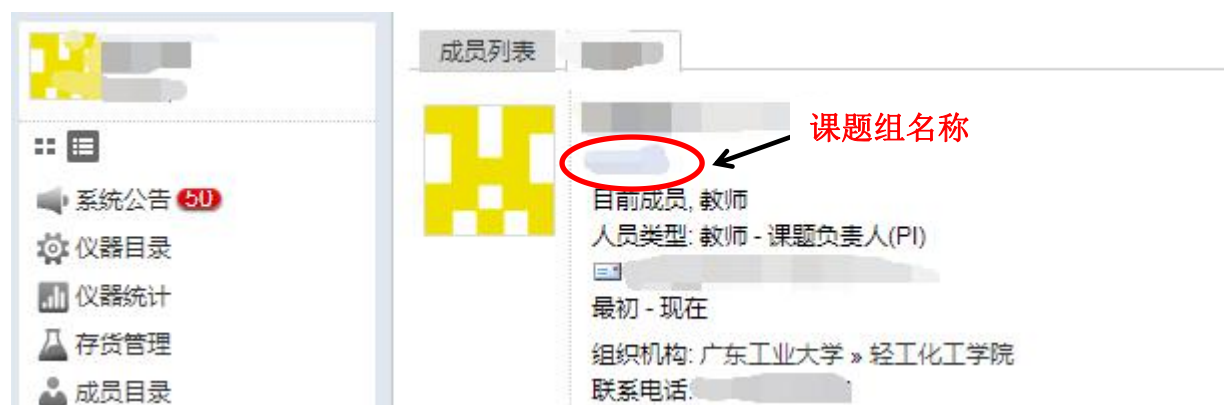 成员列表
课题组名称
系统公告 50
仪器目录
仪器统计
存货管理
成员目录
目前成员, 教师
人员类型: 教师 - 课题负责人(PI)
最初 - 现在
组织机构: 广东工业大学 » 轻工化工学院
联系电话: